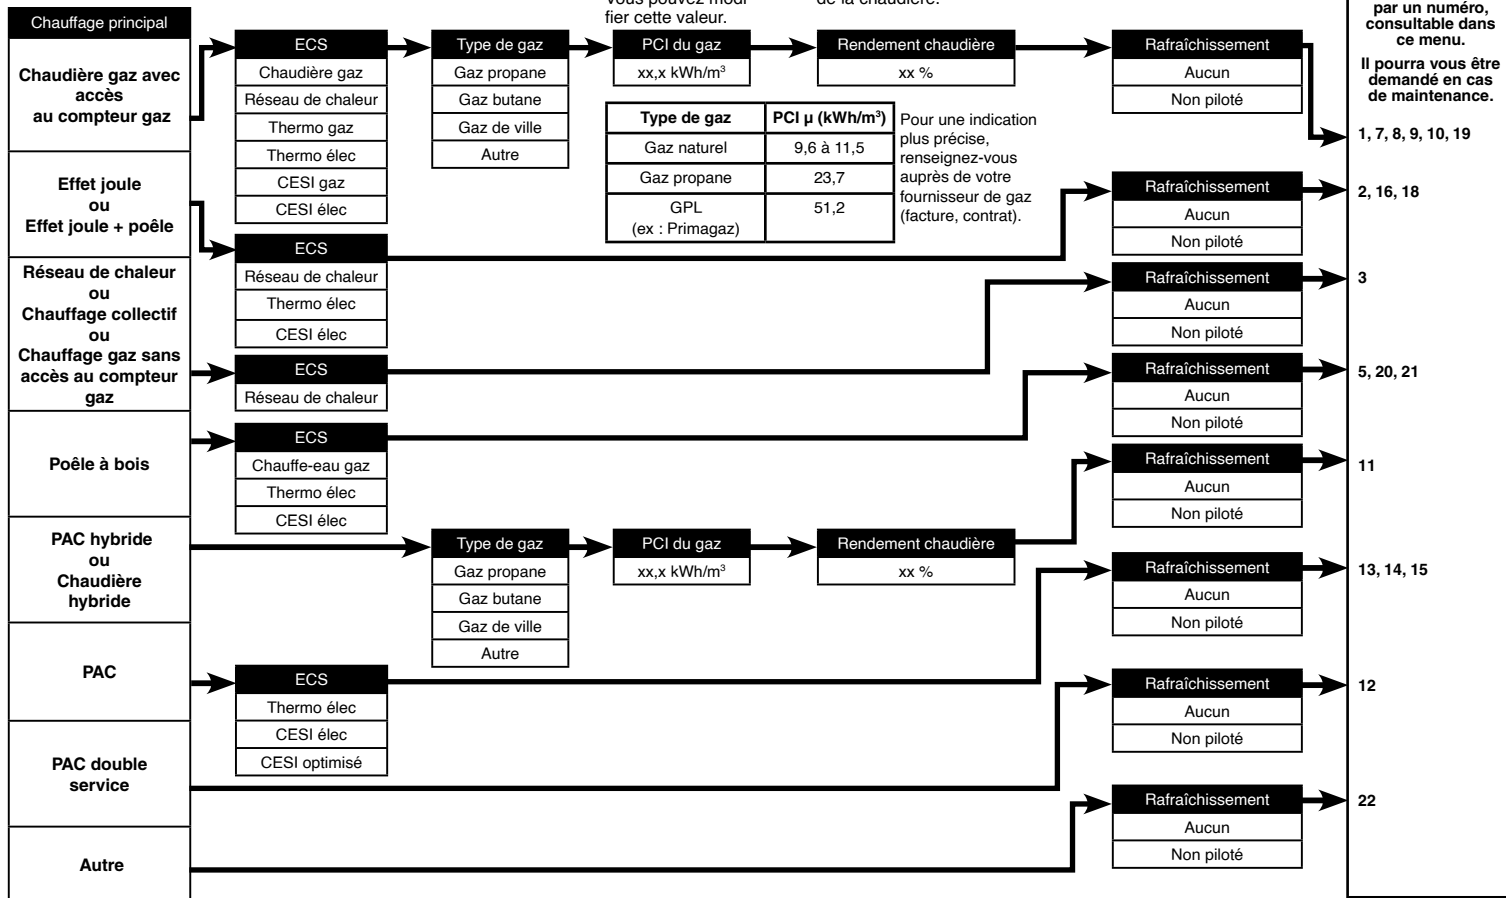 Vous pouvez modi
fier cette valeur.
de la chaudière.
par un numéro,
consultable dans
ce menu.
Il pourra vous être
demandé en cas
de maintenance.
Chauffage principal
Chaudière gaz avec
accès
au compteur gaz
ECS
Chaudière gaz
Réseau de chaleur
Thermo gaz
Thermo élec
CESI gaz
CESI élec
Type de gaz
Gaz propane
Gaz butane
Gaz de ville
Autre
PCI du gaz
xx,x kWh/m³
Rendement chaudière
xx %
Rafraîchissement
Aucun
Non piloté
1, 7, 8, 9, 10, 19
Type de gaz PCI µ (kWh/m³)
Gaz naturel 9,6 à 11,5
Gaz propane 23,7
GPL 51,2
(ex : Primagaz)
Pour une indication
plus précise,
renseignez-vous
auprès de votre
fournisseur de gaz
(facture, contrat).
Effet joule
ou
Effet joule + poêle
ECS
Réseau de chaleur
Thermo élec
CESI élec
Rafraîchissement
Aucun
Non piloté
2, 16, 18
Réseau de chaleur
ou
Chauffage collectif
ou
Chauffage gaz sans
accès au compteur
gaz
ECS
Réseau de chaleur
Rafraîchissement
Aucun
Non piloté
3
Poêle à bois
ECS
Chauffe-eau gaz
Thermo élec
CESI élec
Rafraîchissement
Aucun
Non piloté
5, 20, 21
PAC hybride
ou
Chaudière
hybride
Type de gaz
Gaz propane
Gaz butane
Gaz de ville
Autre
PCI du gaz
xx,x kWh/m³
Rendement chaudière
xx %
Rafraîchissement
Aucun
Non piloté
11
PAC
ECS
Thermo élec
CESI élec
CESI optimisé
Rafraîchissement
Aucun
Non piloté
13, 14, 15
PAC double
service
Rafraîchissement
Aucun
Non piloté
12
Autre
Rafraîchissement
Aucun
Non piloté
22